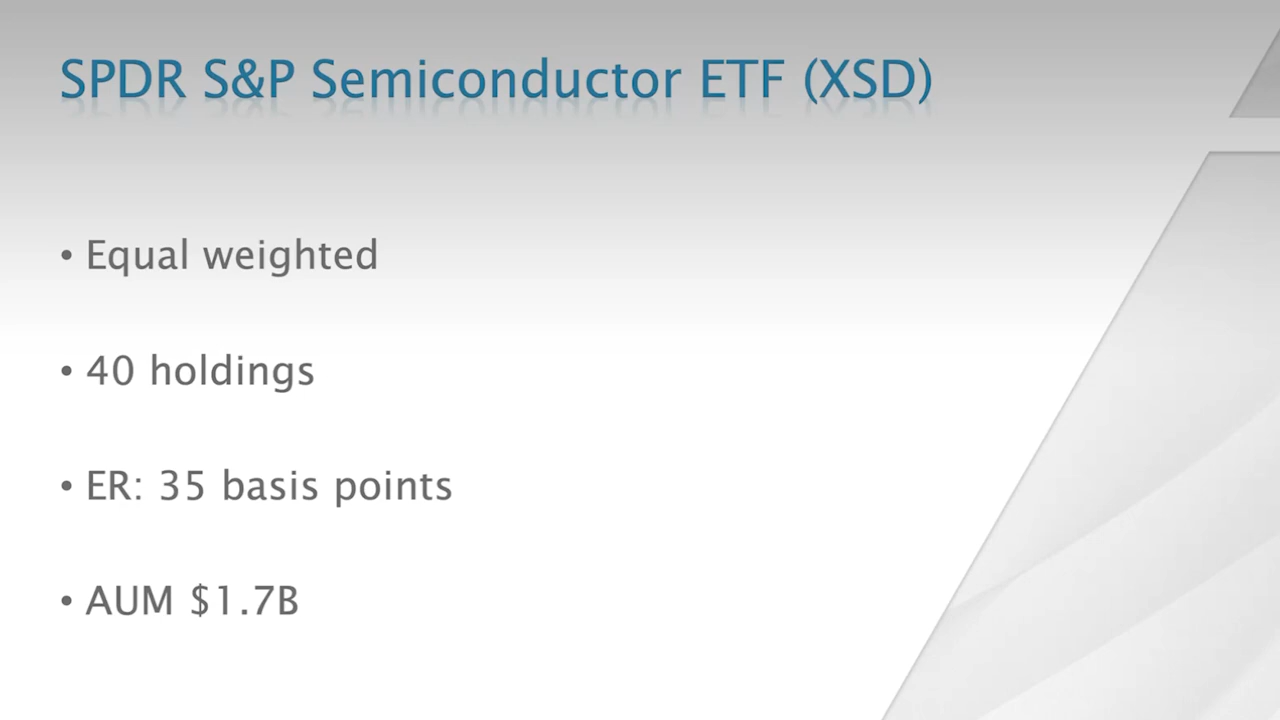 SPDR S&P Semiconductor ETF (XSD)
• Equal weighted
• 40 holdings
• ER: 35 basis points
• AUM $1.7B